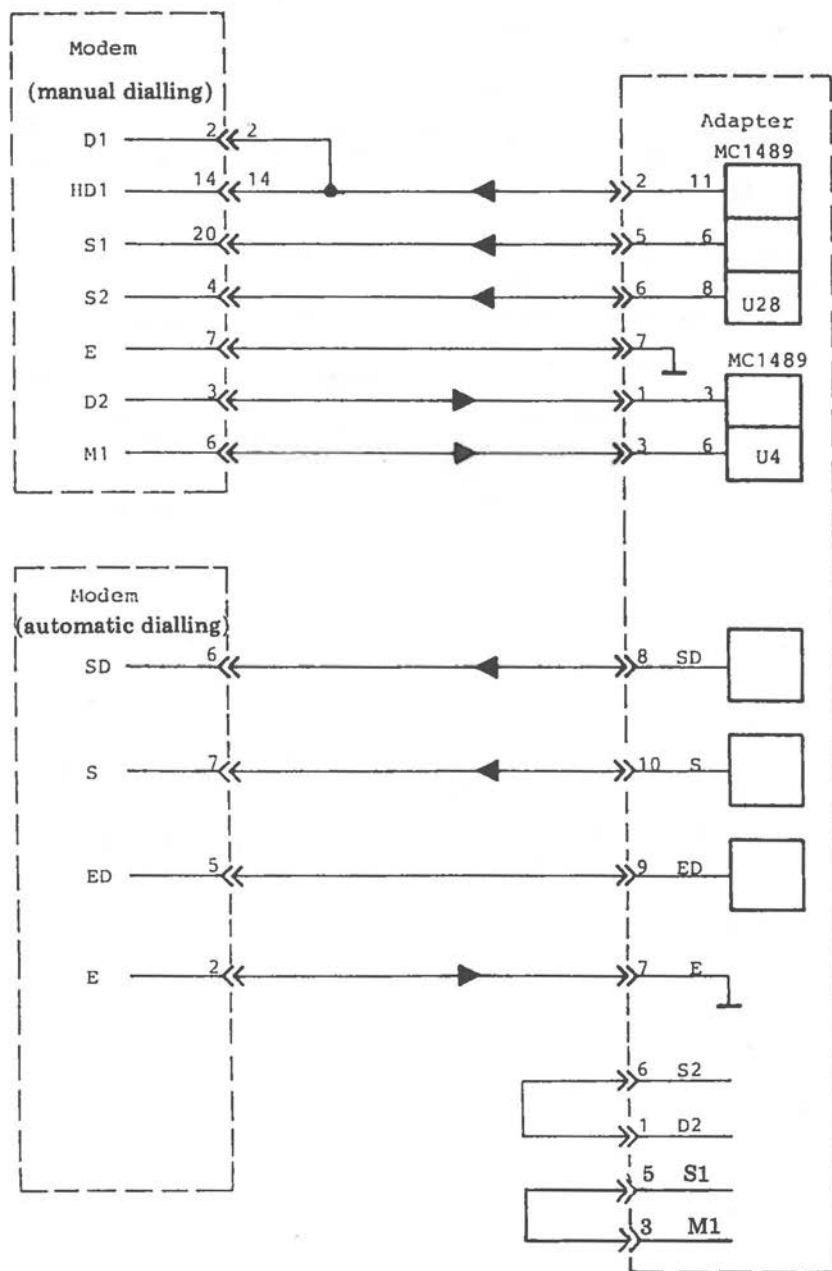 Modem
(manual dialling)
Adapter
MC1489
D1 2 2
HD1 14 14 2 11
S1 20 5 6
S2 4 6 8 U28
E 7 7
MC1489
D2 3 1 3
M1 6 3 6 U4
Modem
(automatic dialling)
SD 6 8 SD
S 7 10 S
ED 5 9 ED
E 2 7 E
6 S2
1 D2
5 S1
3 M1